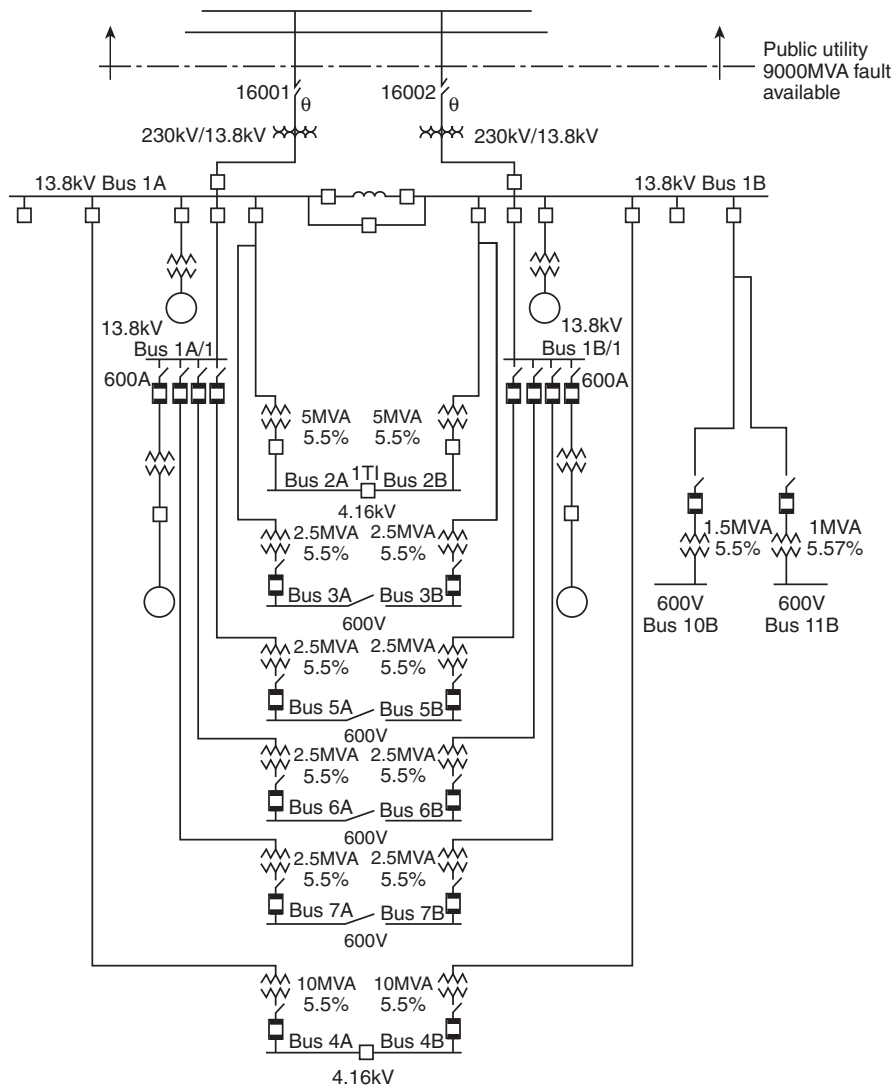 Public utility
9000MVA fault
available
16001
θ
16002
θ
230kV/13.8kV
230kV/13.8kV
13.8kV Bus 1A
13.8kV Bus 1B
13.8kV
Bus 1A/1
600A
13.8kV
Bus 1B/1
600A
5MVA
5.5%
5MVA
5.5%
Bus 2A
1TI
Bus 2B
4.16kV
2.5MVA
5.5%
2.5MVA
5.5%
Bus 3A
Bus 3B
600V
1.5MVA
5.5%
1MVA
5.57%
600V
Bus 10B
600V
Bus 11B
2.5MVA
5.5%
2.5MVA
5.5%
Bus 5A
Bus 5B
600V
2.5MVA
5.5%
2.5MVA
5.5%
Bus 6A
Bus 6B
600V
2.5MVA
5.5%
2.5MVA
5.5%
Bus 7A
Bus 7B
600V
10MVA
5.5%
10MVA
5.5%
Bus 4A
Bus 4B
4.16kV